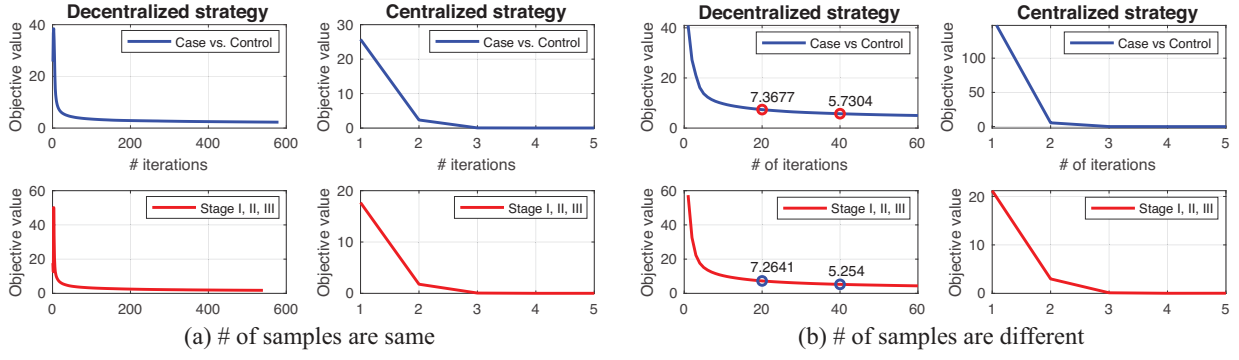 Decentralized strategy
Objective value
40
20
0
Case vs. Control
0 200 400 600
# iterations
Centralized strategy
Objective value
30
20
10
0
Case vs. Control
1 2 3 4 5
# iterations
Objective value
60
40
20
0
Stage I, II, III
0 200 400 600
Objective value
20
10
0
Stage I, II, III
1 2 3 4 5
(a) # of samples are same
Decentralized strategy
Objective value
40
20
0
Case vs Control
7.3677
5.7304
0 20 40 60
# of iterations
Centralized strategy
Objective value
100
50
0
Case vs Control
1 2 3 4 5
# of iterations
Objective value
60
40
20
0
Stage I, II, III
7.2641
5.254
0 20 40 60
Objective value
20
10
0
Stage I, II, III
1 2 3 4 5
(b) # of samples are different